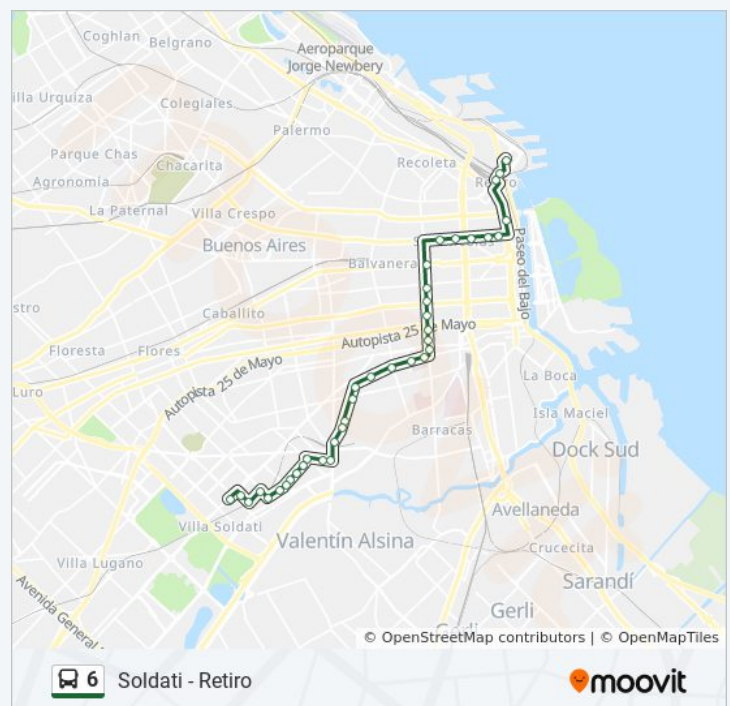 Coghlan
Belgrano
Aeroparque
Jorge Newbery
illa Urquiza
Colegiales
Palermo
Parque Chas
Chacarita
Recoleta
Agronomía
Retiro
La Paternal
Villa Crespo
Buenos Aires
Balvanera
Paseo del Bajo
stro
Caballito
Autopista 25 de Mayo
Floresta
Flores
Autopista 25 de Mayo
La Boca
Luro
Isla Maciel
Barracas
Dock Sud
Avellaneda
Villa Soldati
Valentín Alsina
Crucecita
Villa Lugano
Sarandí
Avenida General
Gerli
Gerli
© OpenStreetMap contributors | © OpenMapTiles
6 Soldati - Retiro
moovit